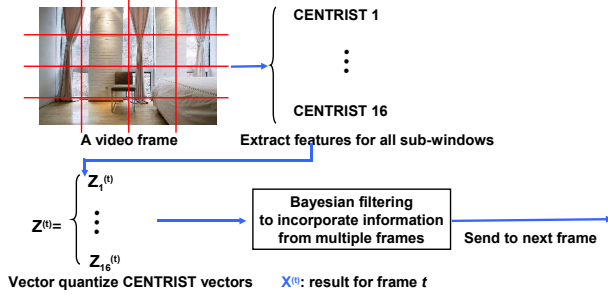 CENTRIST 1
CENTRIST 16
A video frame
Extract features for all sub-windows
Z1(t)
Z(t)=
Z16(t)
Bayesian filtering
to incorporate information
from multiple frames
Send to next frame
Vector quantize CENTRIST vectors
X(t): result for frame t